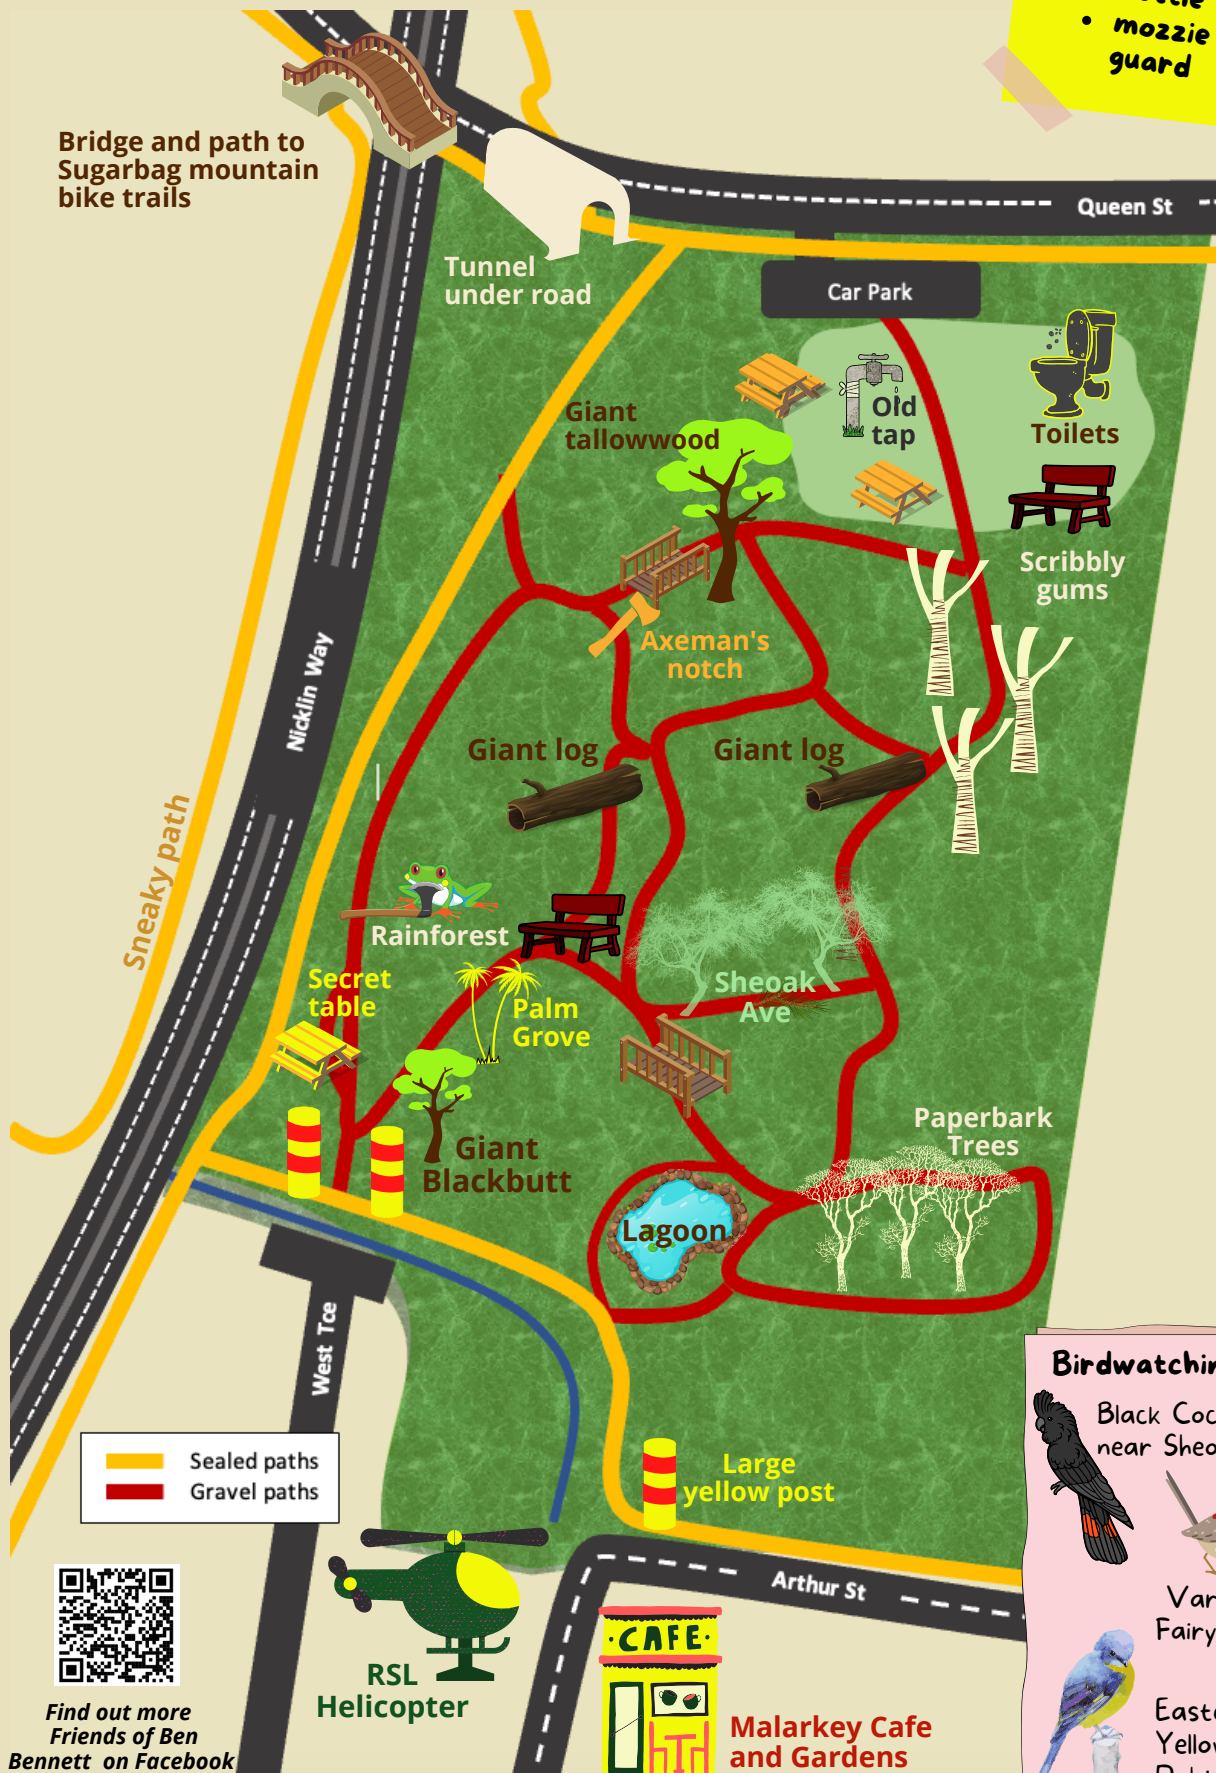 • mozzie
guard
Bridge and path to
Sugarbag mountain
bike trails
Queen St
Tunnel
under road
Car Park
Old
tap
Toilets
Giant
tallowwood
Scribbly
gums
Axeman's
notch
Nicklin Way
Giant log
Giant log
Sneaky path
Rainforest
Secret
table
Palm
Grove
Sheoak
Ave
Paperbark
Trees
Giant
Blackbutt
Lagoon
West Tce
Birdwatchin
Black Coc
near Sheo
Sealed paths
Gravel paths
Large
yellow post
Arthur St
Var
Fairy
CAFE
RSL
Helicopter
Find out more
Friends of Ben
Bennett on Facebook
Malarkey Cafe
and Gardens
Easte
Yellow